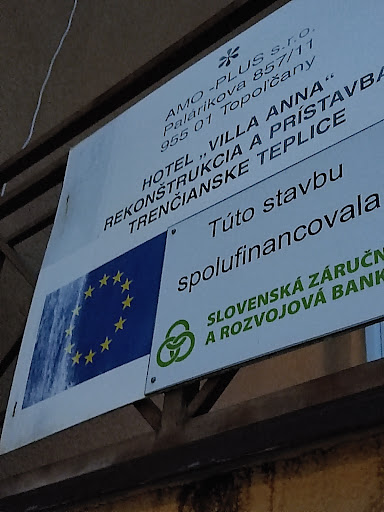 AMO -PLUS s.r.o.
Palárikova 857/11
955 01 Topoľčany
HOTEL „VILLA ANNA“
REKONŠTRUKCIA A PRÍSTAVBA
TRENČIANSKE TEPLICE
Túto stavbu
spolufinancovala
SLOVENSKÁ ZÁRUČN
A ROZVOJOVÁ BANK